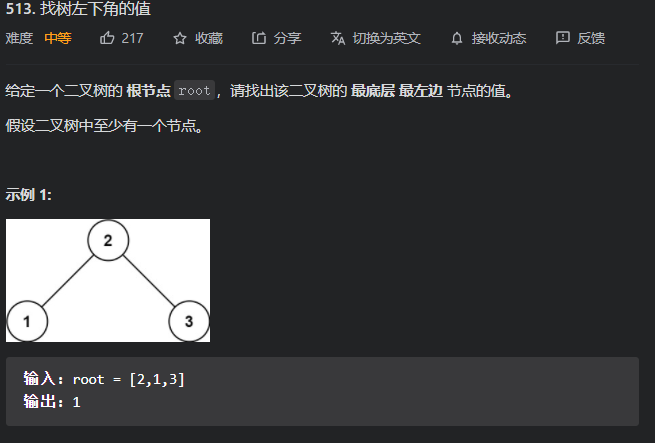 513. 找树左下角的值
难度 中等 217 收藏 分享 切换为英文 接收动态 反馈
给定一个二叉树的 根节点 root，请找出该二叉树的 最底层 最左边 节点的值。
假设二叉树中至少有一个节点。
示例 1:
2
1 3
输入：root = [2,1,3]
输出：1